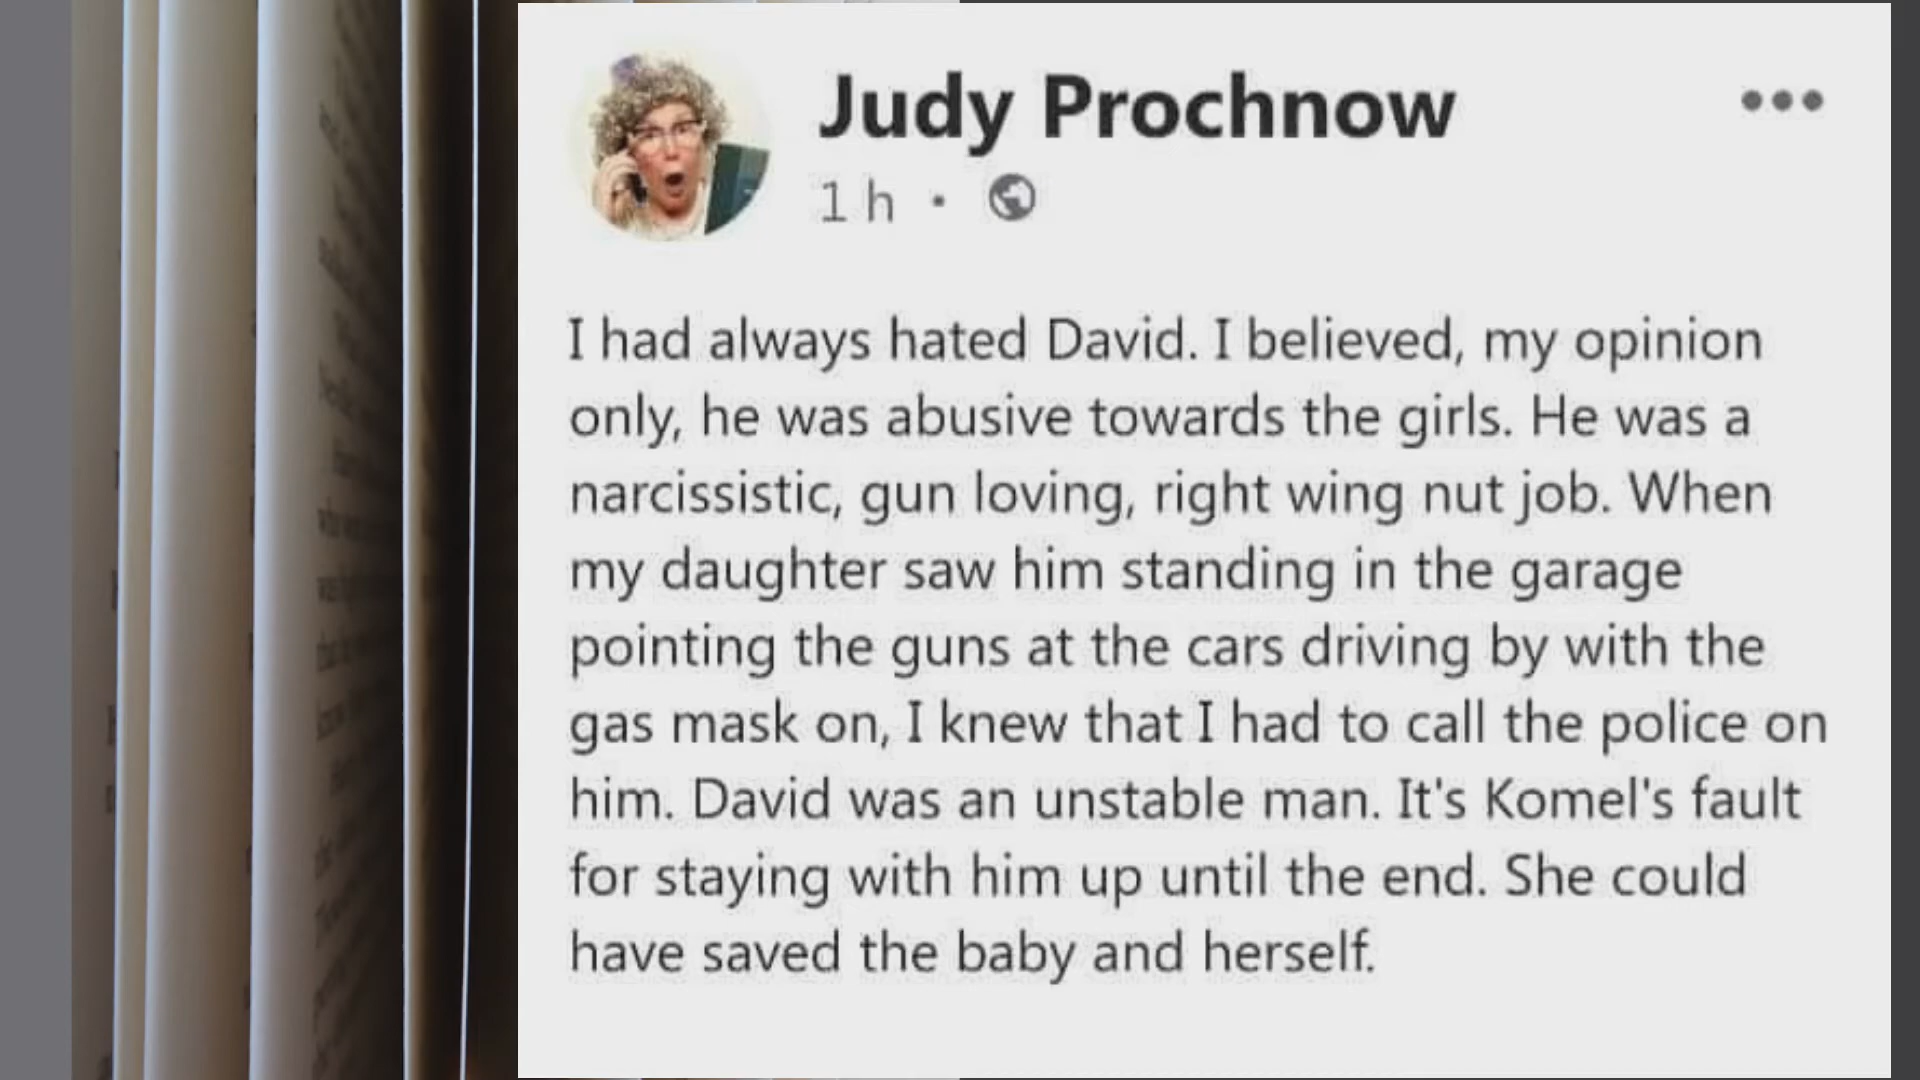 Judy Prochnow
1 h
I had always hated David. I believed, my opinion
only, he was abusive towards the girls. He was a
narcissistic, gun loving, right wing nut job. When
my daughter saw him standing in the garage
pointing the guns at the cars driving by with the
gas mask on, I knew that I had to call the police on
him. David was an unstable man. It's Komel's fault
for staying with him up until the end. She could
have saved the baby and herself.